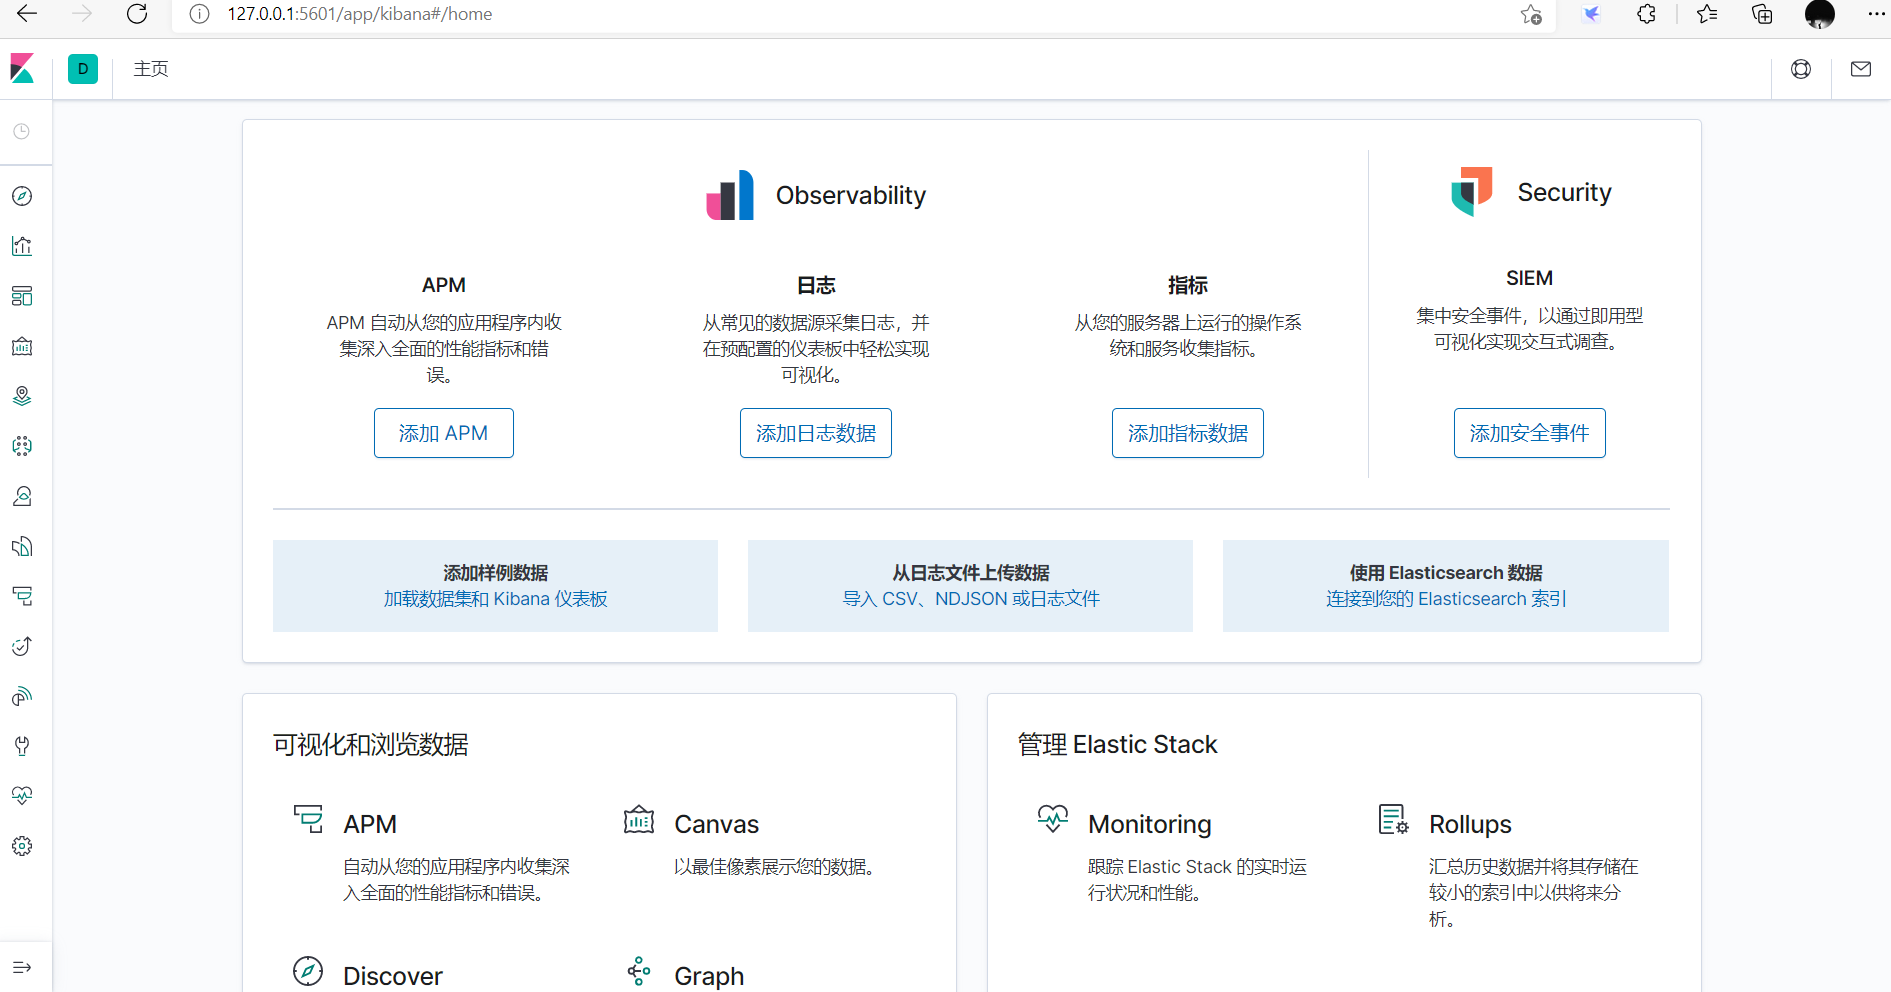 127.0.0.1:5601/app/kibana#/home
D
主页
Observability
Security
APM
APM 自动从您的应用程序内收
集深入全面的性能指标和错
误。
添加 APM
日志
从常见的数据源采集日志，并
在预配置的仪表板中轻松实现
可视化。
添加日志数据
指标
从您的服务器上运行的操作系
统和服务收集指标。
添加指标数据
SIEM
集中安全事件，以通过即用型
可视化实现交互式调查。
添加安全事件
添加样例数据
加载数据集和 Kibana 仪表板
从日志文件上传数据
导入 CSV、NDJSON 或日志文件
使用 Elasticsearch 数据
连接到您的 Elasticsearch 索引
可视化和浏览数据
APM
自动从您的应用程序内收集深
入全面的性能指标和错误。
Canvas
以最佳像素展示您的数据。
Discover
Graph
管理 Elastic Stack
Monitoring
跟踪 Elastic Stack 的实时运
行状况和性能。
Rollups
汇总历史数据并将其存储在
较小的索引中以供将来分
析。